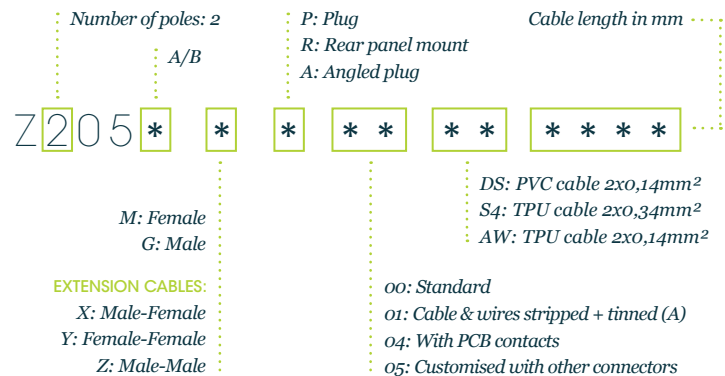 Number of poles: 2
A/B
P: Plug
R: Rear panel mount
A: Angled plug
Cable length in mm
Z205* * * ** ** ****
DS: PVC cable 2x0,14mm²
S4: TPU cable 2x0,34mm²
AW: TPU cable 2x0,14mm²
M: Female
G: Male
EXTENSION CABLES:
X: Male-Female
Y: Female-Female
Z: Male-Male
00: Standard
01: Cable & wires stripped + tinned (A)
04: With PCB contacts
05: Customised with other connectors